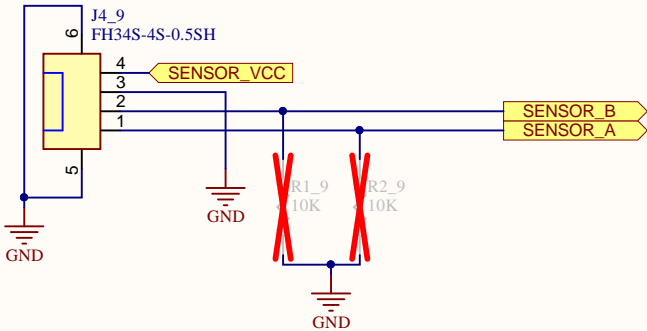 J4_9
FH34S-4S-0.5SH
6
4
SENSOR_VCC
3
2
SENSOR_B
1
SENSOR_A
5
R1_9
R2_9
10K
10K
GND
GND
GND